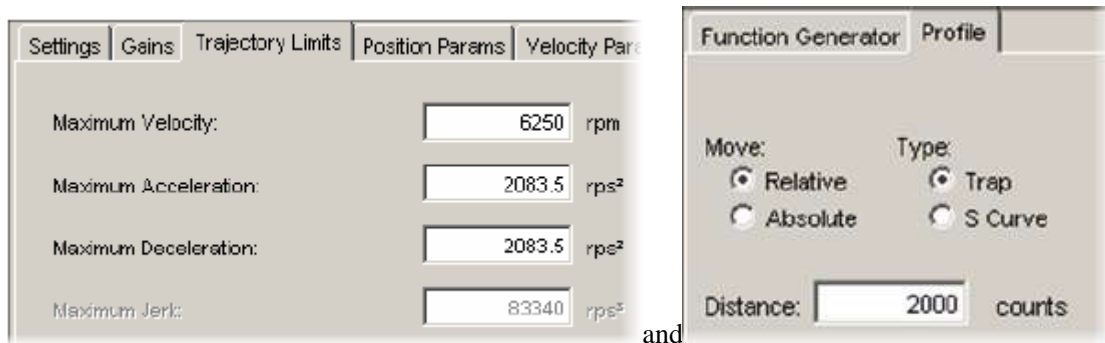 Settings Gains Trajectory Limits Position Params Velocity
Maximum Velocity: 6250 rpm
Maximum Acceleration: 2083.5 rps²
Maximum Deceleration: 2083.5 rps²
Maximum Jerk: 83340 rps³
and
Function Generator Profile
Move: Type:
Relative Trap
Absolute S Curve
Distance: 2000 counts